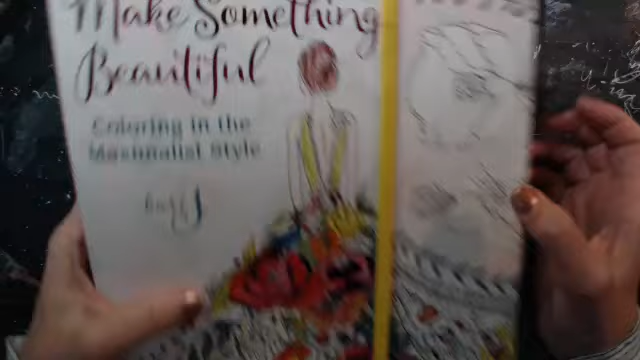 Make Something
Beautiful
Coloring in the
Maximalist Style